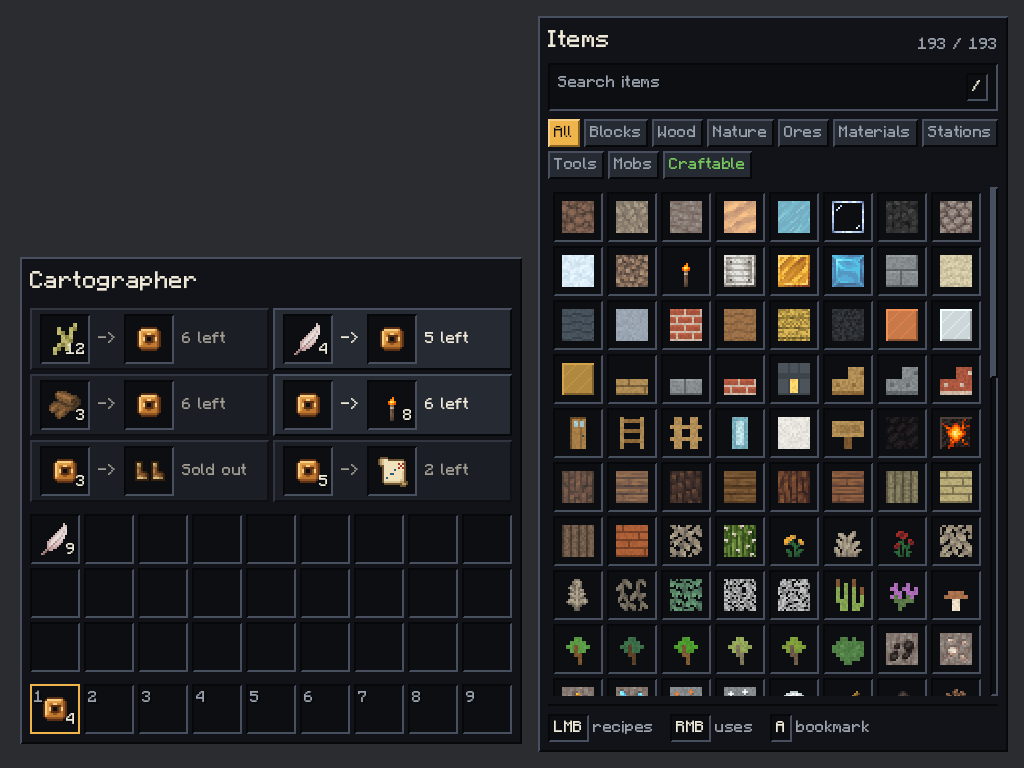 Items
193 / 193
Search items
/
All Blocks Wood Nature Ores Materials Stations
Tools Mobs Craftable
Cartographer
12 -> 6 left
4 -> 5 left
3 -> 6 left
-> 8 6 left
3 -> Sold out
5 -> 2 left
9
1 4 2 3 4 5 6 7 8 9
LMB recipes RMB uses A bookmark